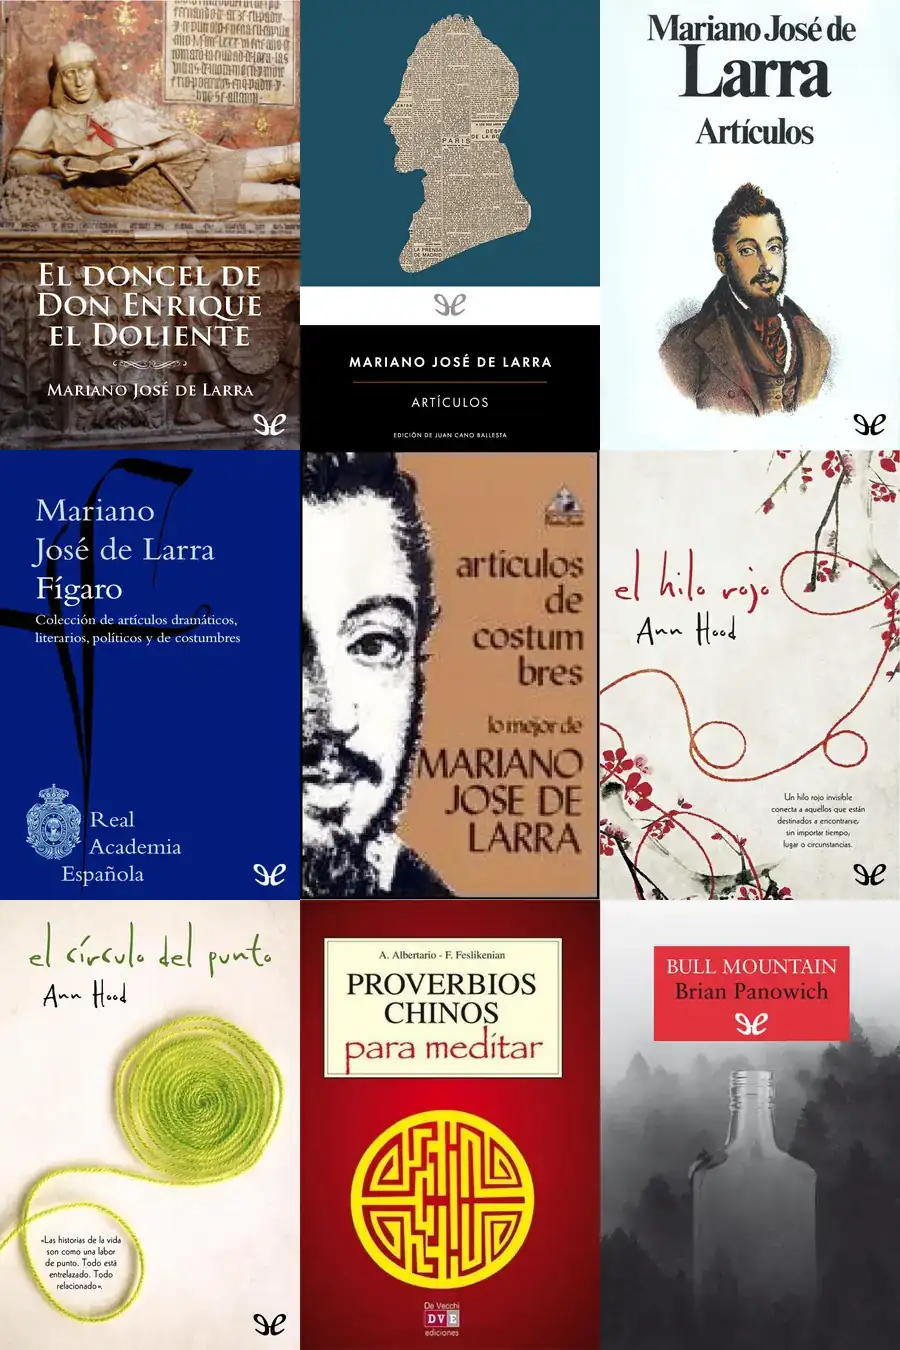 El doncel de
Don Enrique
el Doliente
Mariano José de Larra
PARIS
LA PRENSA
DE MADRID
MARIANO JOSÉ DE LARRA
ARTÍCULOS
EDICIÓN DE JUAN CANO BALLESTA
Mariano José de
Larra
Artículos
Mariano
José de Larra
Fígaro
Colección de artículos dramáticos,
literarios, políticos y de costumbres
Real
Academia
Española
articulos
de
costum
bres
lo mejor de
MARIANO
JOSE DE
LARRA
el hilo rojo
Ann Hood
Un hilo rojo invisible
conecta a aquellos que están
destinados a encontrarse,
sin importar tiempo,
lugar o circunstancias.
el círculo del punto
Ann Hood
«Las historias de la vida
son como una labor
de punto. Todo está
entrelazado. Todo
relacionado».
A. Albertario - F. Feslikenian
PROVERBIOS
CHINOS
para meditar
De Vecchi
DVE
ediciones
BULL MOUNTAIN
Brian Panowich